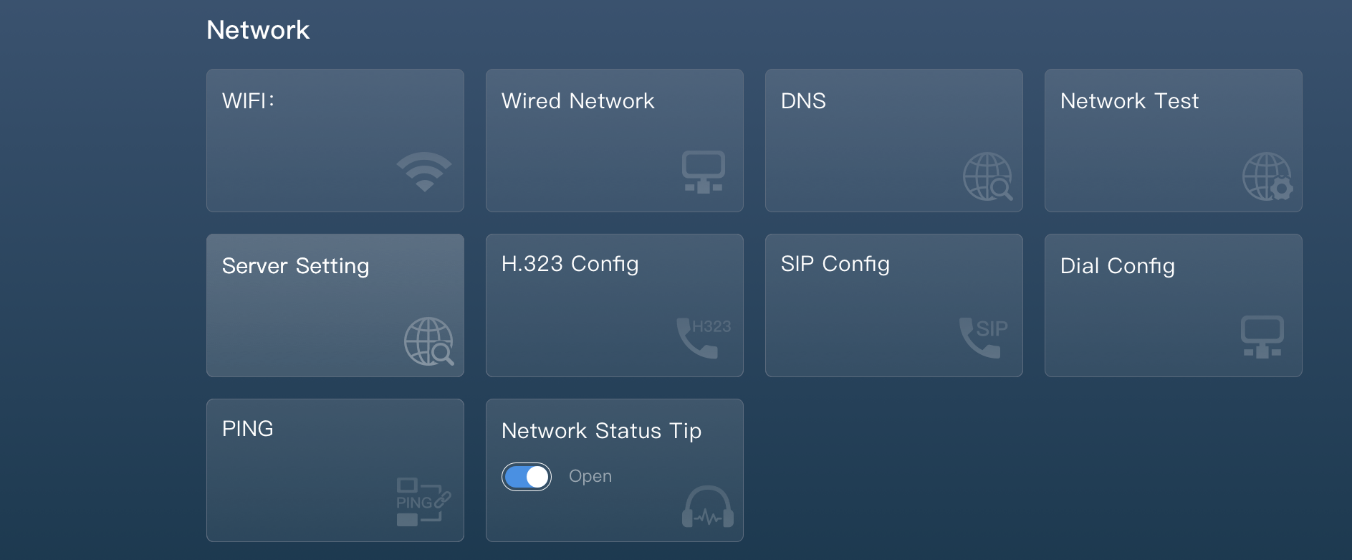 Network
WIFI:
Wired Network
DNS
Network Test
Server Setting
H.323 Config
H323
SIP Config
SIP
Dial Config
PING
PING
Network Status Tip
Open